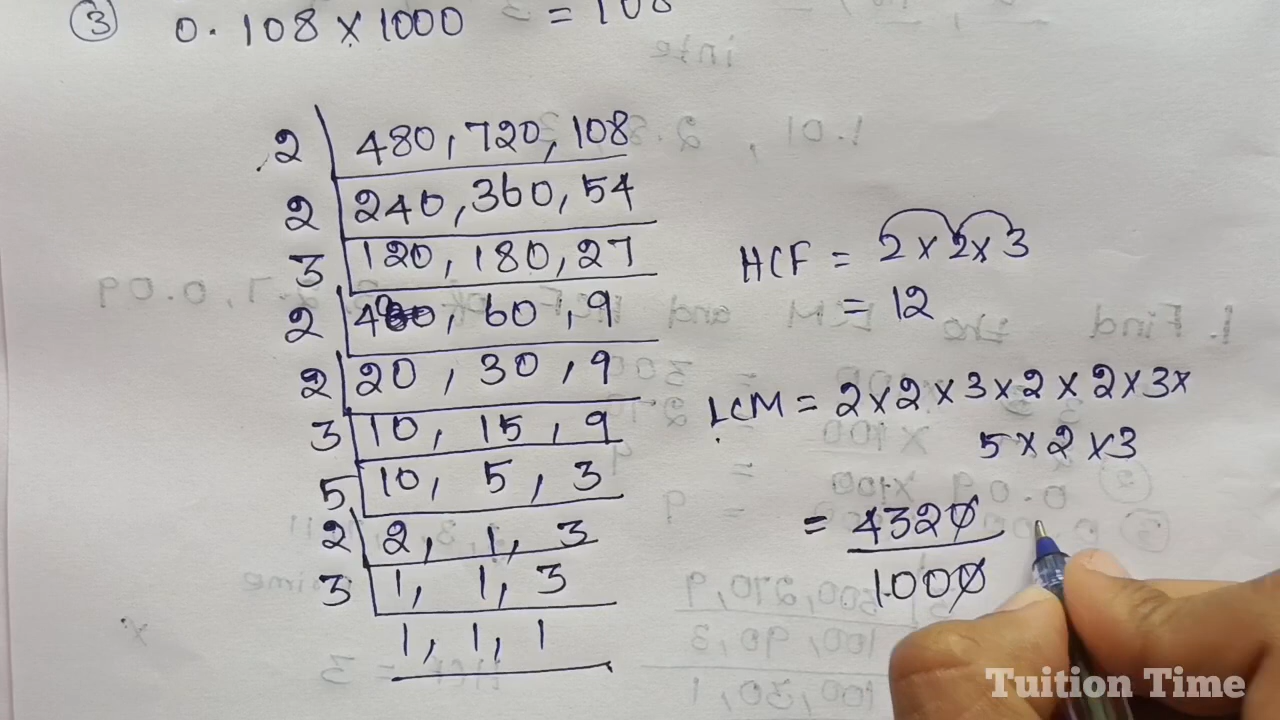 ③ 0.108 × 1000 = 108
2 | 480, 720, 108
2 | 240, 360, 54
3 | 120, 180, 27
2 | 40, 60, 9
2 | 20, 30, 9
3 | 10, 15, 9
5 | 10, 5, 3
2 | 2, 1, 3
3 | 1, 1, 3
1, 1, 1
HCF = 2 × 2 × 3
= 12
LCM = 2 × 2 × 3 × 2 × 2 × 3 ×
5 × 2 × 3
= 4320
1000
Tuition Time